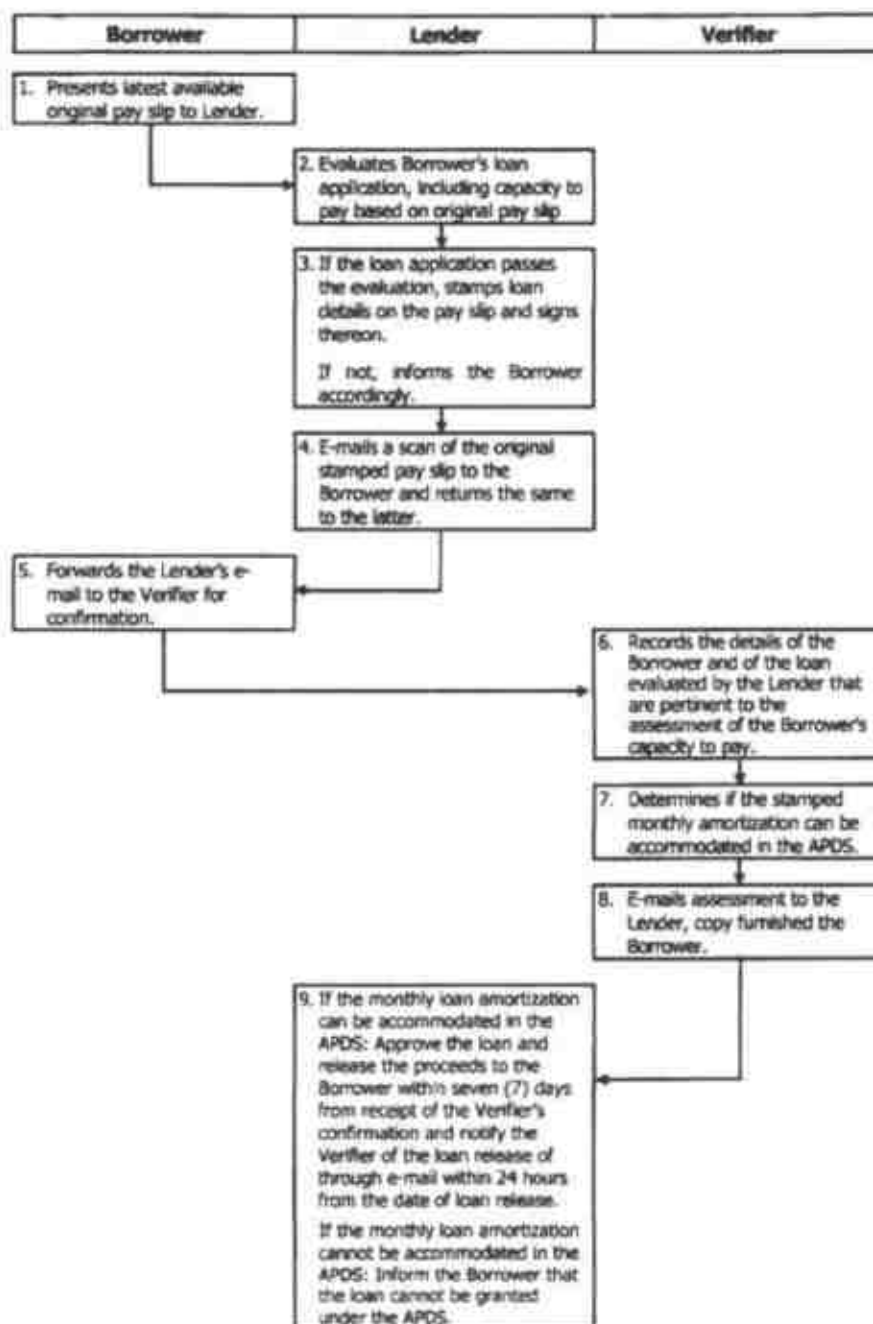 Borrower Lender Verifier
1. Presents latest available
original pay slip to Lender.
2. Evaluates Borrower's loan
application, including capacity to
pay based on original pay slip
3. If the loan application passes
the evaluation, stamps loan
details on the pay slip and signs
thereon.
If not, informs the Borrower
accordingly.
4. E-mails a scan of the original
stamped pay slip to the
Borrower and returns the same
to the latter.
5. Forwards the Lender's e-
mail to the Verifier for
confirmation.
6. Records the details of the
Borrower and of the loan
evaluated by the Lender that
are pertinent to the
assessment of the Borrower's
capacity to pay.
7. Determines if the stamped
monthly amortization can be
accommodated in the APDS.
8. E-mails assessment to the
Lender, copy furnished the
Borrower.
9. If the monthly loan amortization
can be accommodated in the
APDS: Approve the loan and
release the proceeds to the
Borrower within seven (7) days
from receipt of the Verifier's
confirmation and notify the
Verifier of the loan release of
through e-mail within 24 hours
from the date of loan release.
If the monthly loan amortization
cannot be accommodated in the
APDS: Inform the Borrower that
the loan cannot be granted
under the APDS.